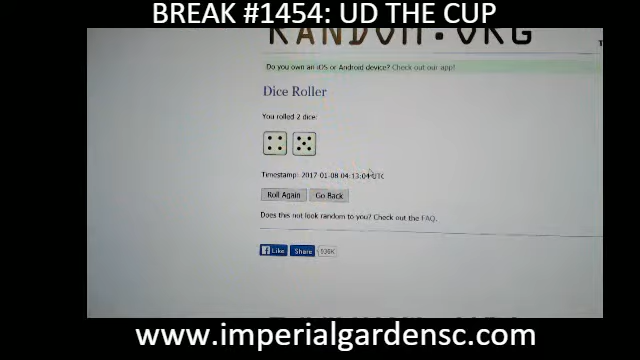 BREAK #1454: UD THE CUP
RANDOM.ORG
Do you own an iOS or Android device? Check out our app!
Dice Roller
You rolled 2 dice:
Timestamp: 2017-01-08 04:13:04 UTC
Roll Again Go Back
Does this not look random to you? Check out the FAQ.
Like Share 936K
www.imperialgardensc.com